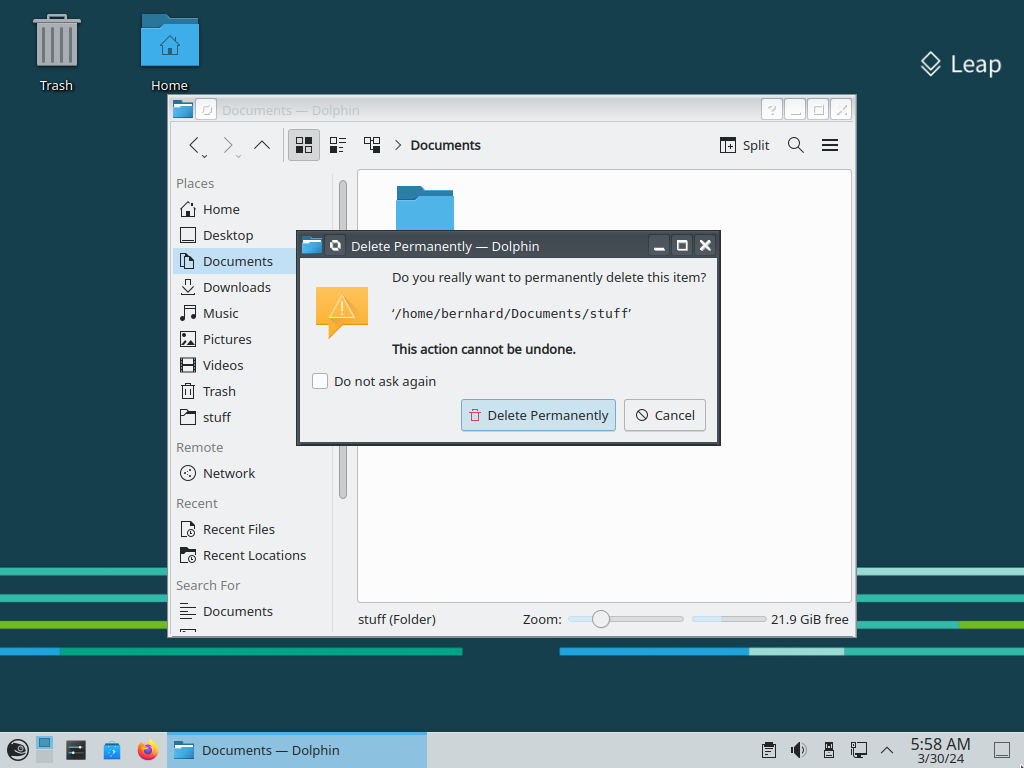 Trash
Home
Leap
Documents — Dolphin
Documents
Split
Places
Home
Desktop
Documents
Downloads
Music
Pictures
Videos
Trash
stuff
Remote
Network
Recent
Recent Files
Recent Locations
Search For
Documents
Delete Permanently — Dolphin
Do you really want to permanently delete this item?
‘/home/bernhard/Documents/stuff’
This action cannot be undone.
Do not ask again
Delete Permanently
Cancel
stuff (Folder)
Zoom:
21.9 GiB free
Documents — Dolphin
5:58 AM
3/30/24